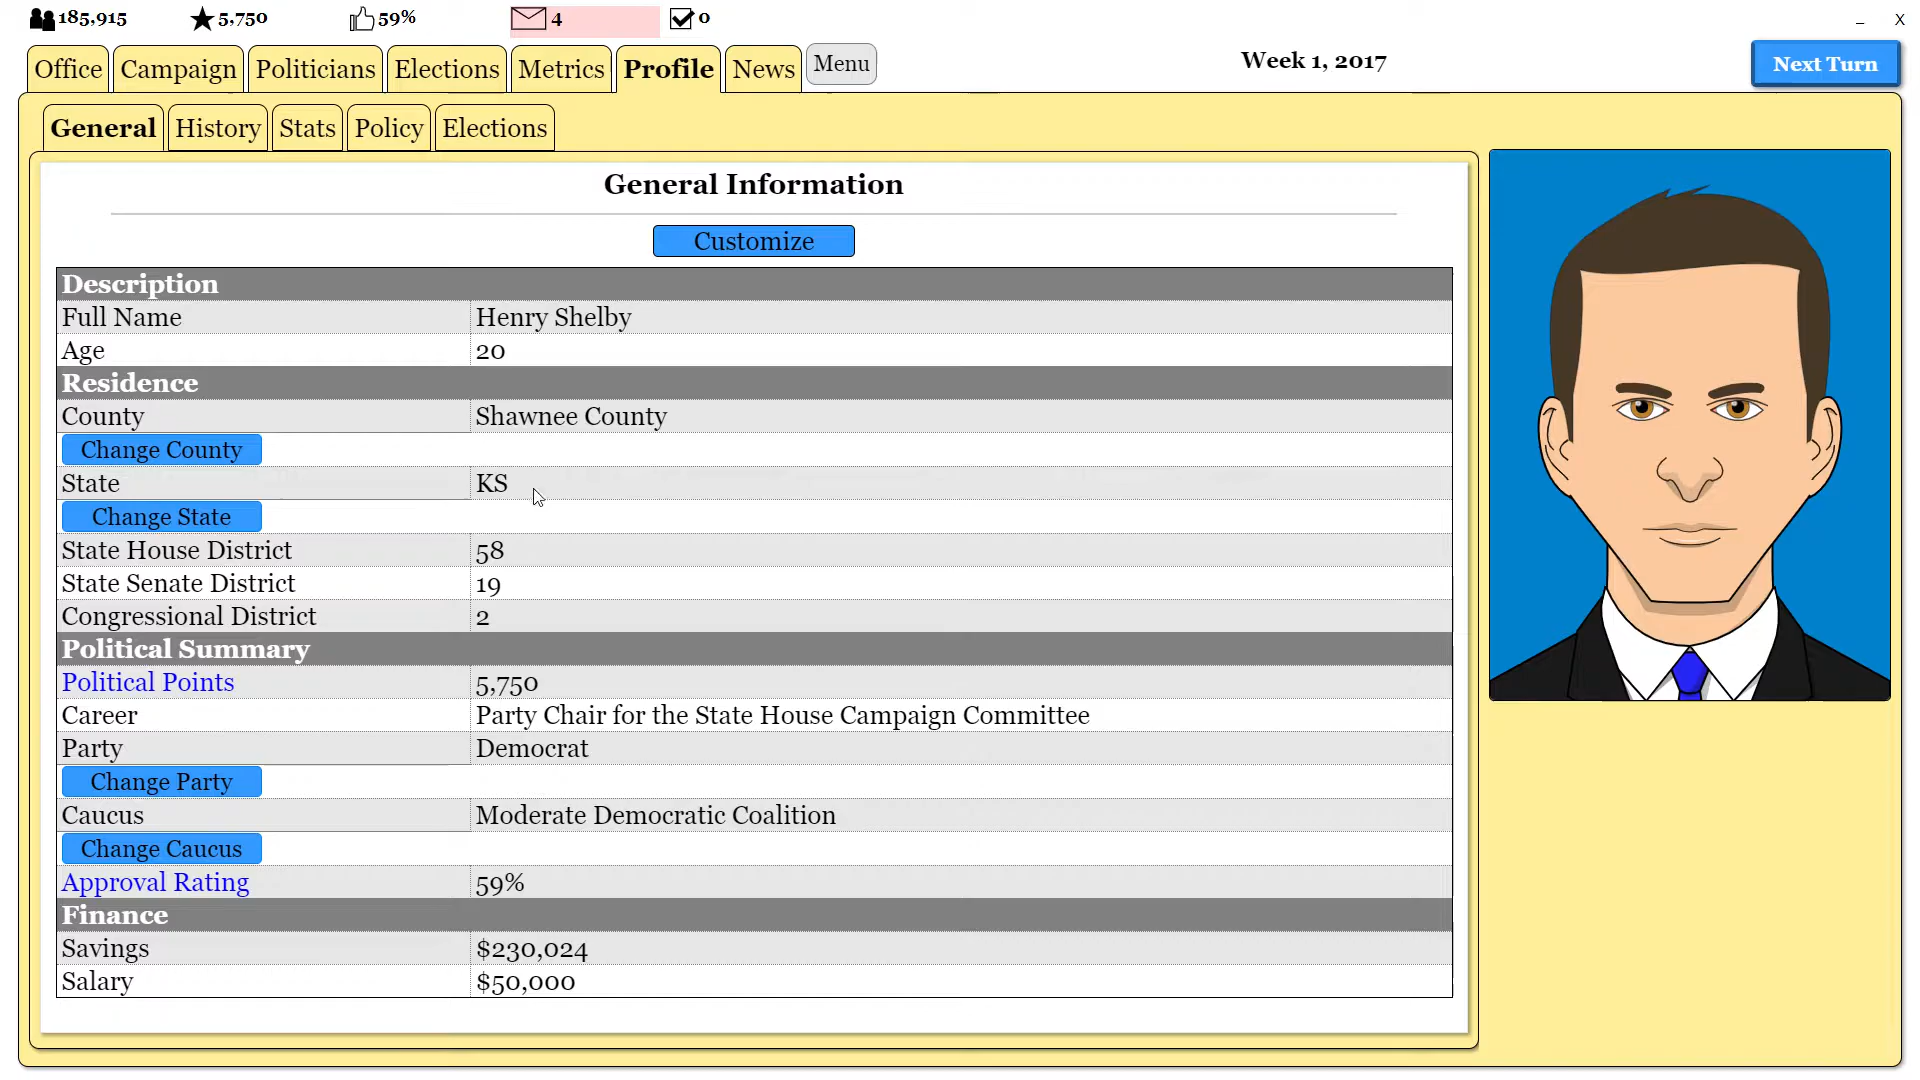 185,915 5,750 59% 4 0 _ X
Office Campaign Politicians Elections Metrics Profile News Menu Week 1, 2017 Next Turn
General History Stats Policy Elections
General Information
Customize
Description
Full Name Henry Shelby
Age 20
Residence
County Shawnee County
Change County
State KS
Change State
State House District 58
State Senate District 19
Congressional District 2
Political Summary
Political Points 5,750
Career Party Chair for the State House Campaign Committee
Party Democrat
Change Party
Caucus Moderate Democratic Coalition
Change Caucus
Approval Rating 59%
Finance
Savings $230,024
Salary $50,000